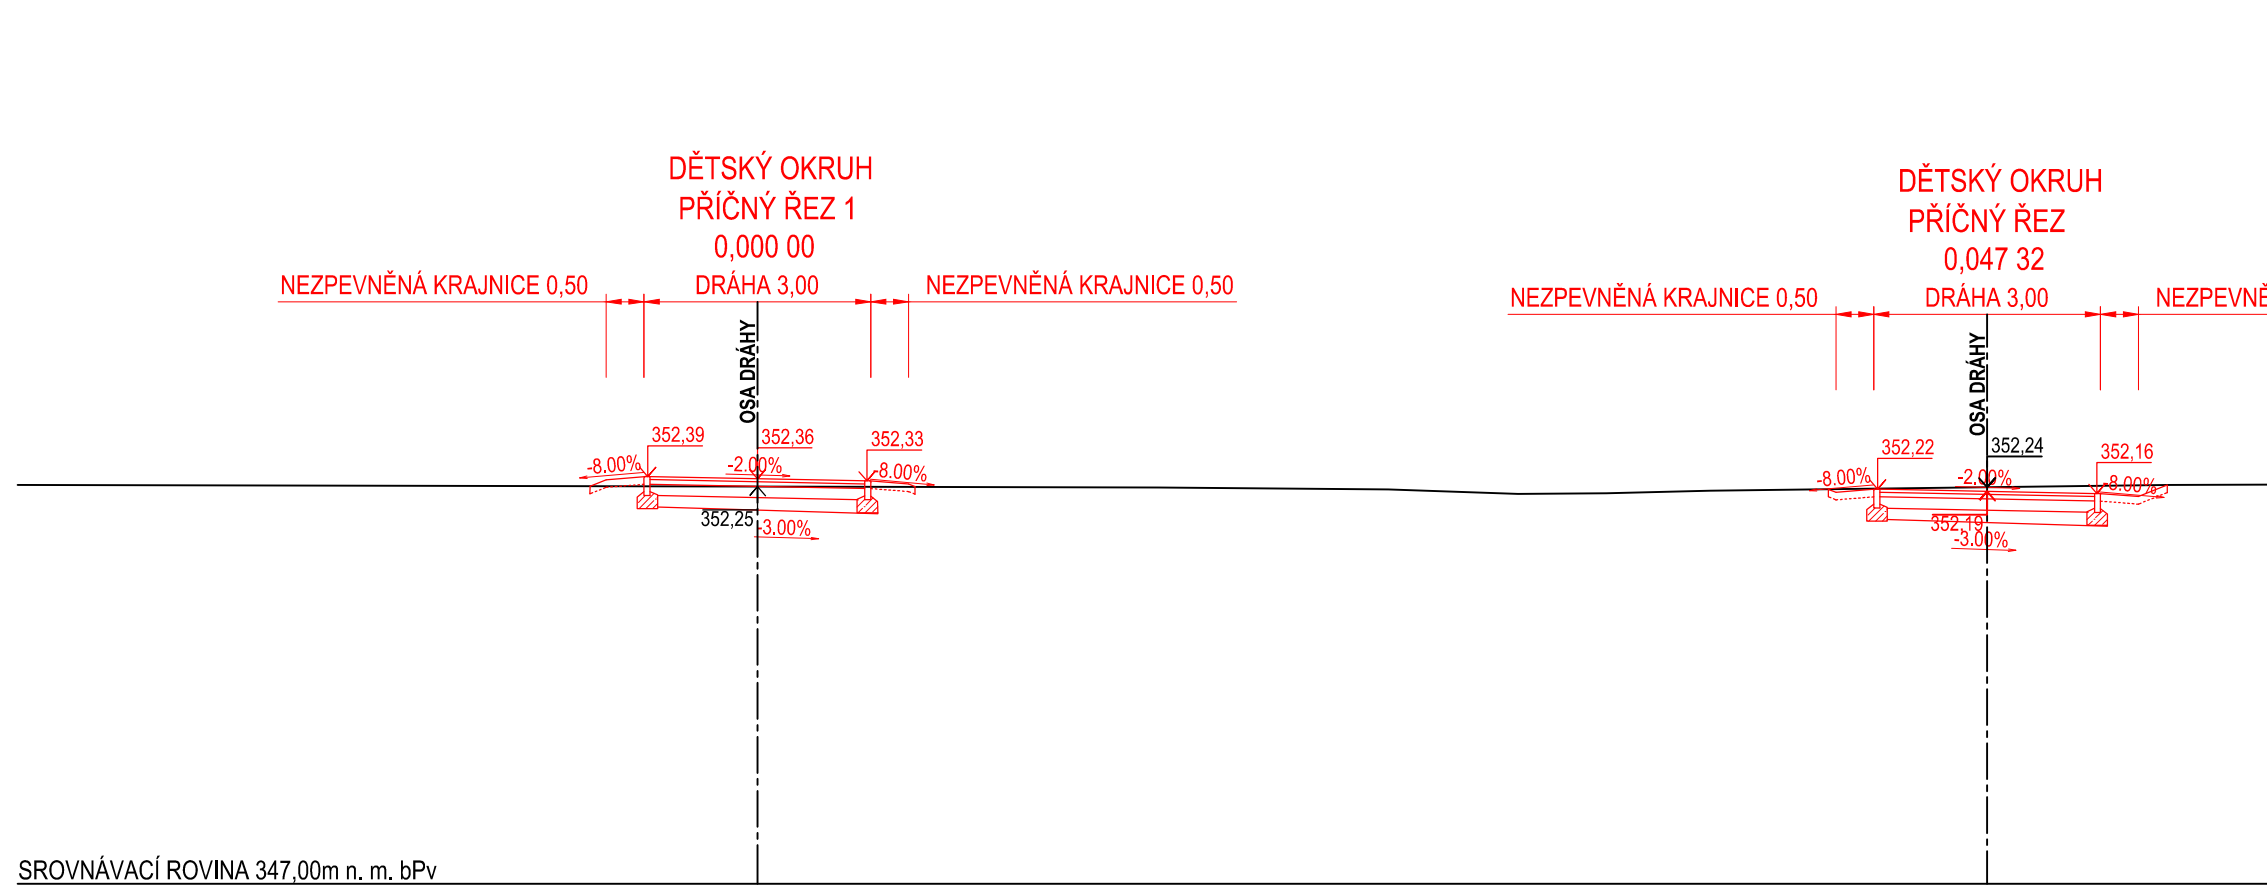 DĚTSKÝ OKRUH
PŘÍČNÝ ŘEZ 1
0,000 00
NEZPEVNĚNÁ KRAJNICE 0,50
DRÁHA 3,00
NEZPEVNĚNÁ KRAJNICE 0,50
OSA DRÁHY
352,39
352,36
352,33
-8.00%
-2.00%
-8.00%
352,25
-3.00%
DĚTSKÝ OKRUH
PŘÍČNÝ ŘEZ
0,047 32
NEZPEVNĚNÁ KRAJNICE 0,50
DRÁHA 3,00
NEZPEVNĚ
OSA DRÁHY
352,22
352,24
352,16
-8.00%
-2.00%
-8.00%
352,19
-3.00%
SROVNÁVACÍ ROVINA 347,00m n. m. bPv